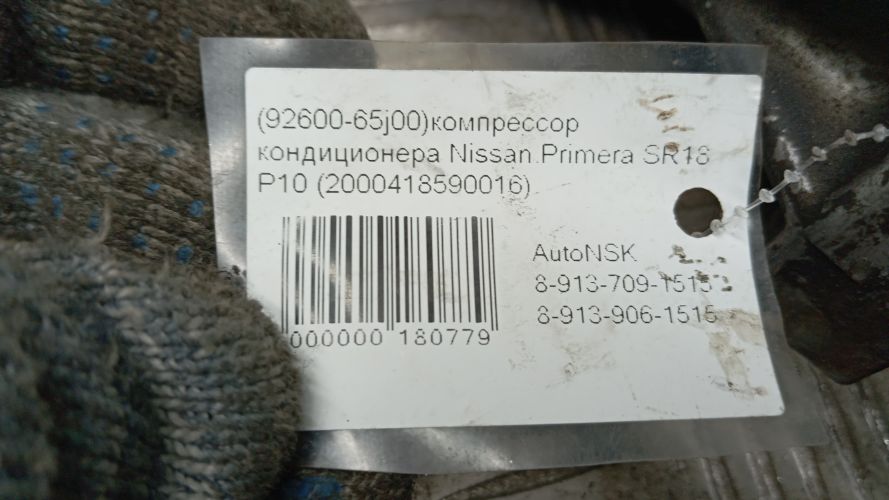 (92600-65j00)компрессор
кондиционера Nissan Primera SR18
P10 (2000418590016)
AutoNSK
8-913-709-1515
8-913-906-1515
000000 180779